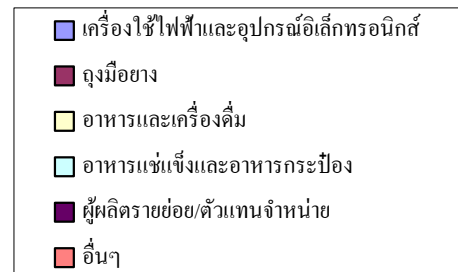 เครื่องใช้ไฟฟ้าและอุปกรณ์อิเล็กทรอนิกส์
ถุงมือยาง
อาหารและเครื่องดื่ม
อาหารแช่แข็งและอาหารกระป๋อง
ผู้ผลิตรายย่อย/ตัวแทนจำหน่าย
อื่นๆ